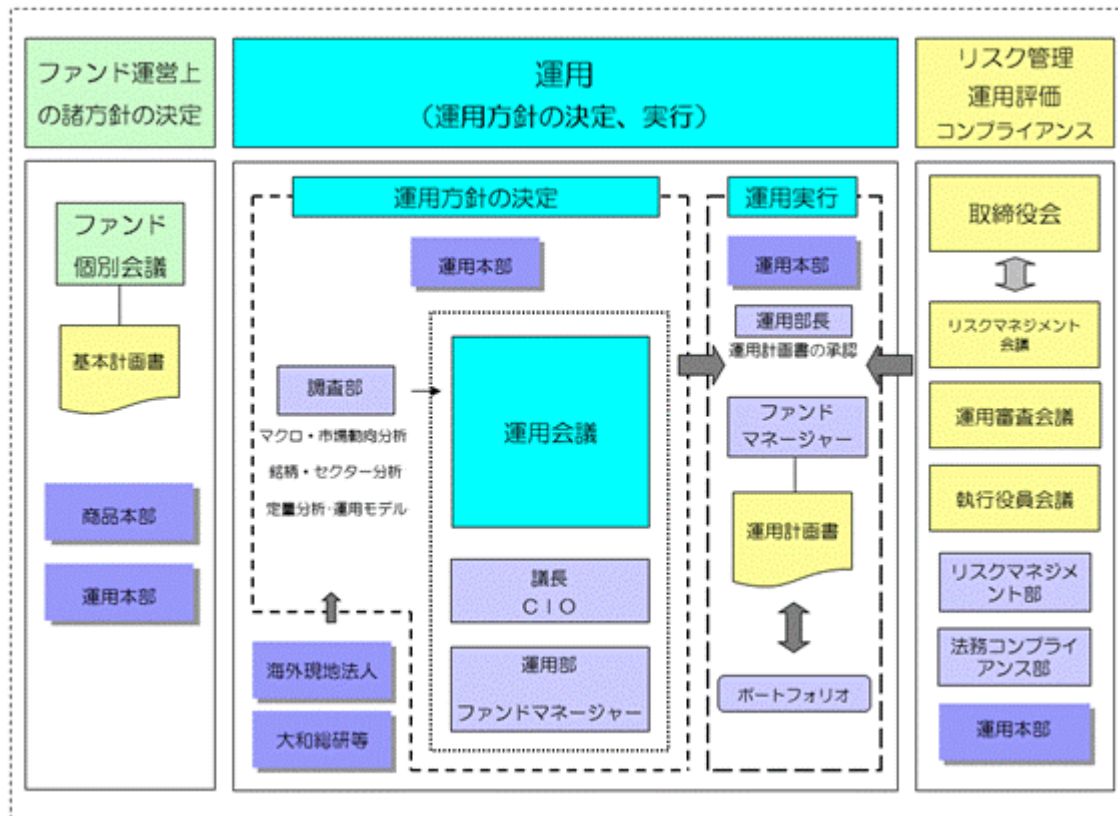 ファンド運営上
の諸方針の決定
ファンド
個別会議
基本計画書
商品本部
運用本部
運用
（運用方針の決定、実行）
運用方針の決定
運用本部
調査部
マクロ・市場動向分析
銘柄・セクター分析
定量分析・運用モデル
運用会議
議長
CIO
運用部
ファンドマネージャー
海外現地法人
大和総研等
運用実行
運用本部
運用部長
運用計画書の承認
ファンド
マネージャー
運用計画書
ポートフォリオ
リスク管理
運用評価
コンプライアンス
取締役会
リスクマネジメント
会議
運用審査会議
執行役員会議
リスクマネジメ
ント部
法務コンプライ
アンス部
運用本部